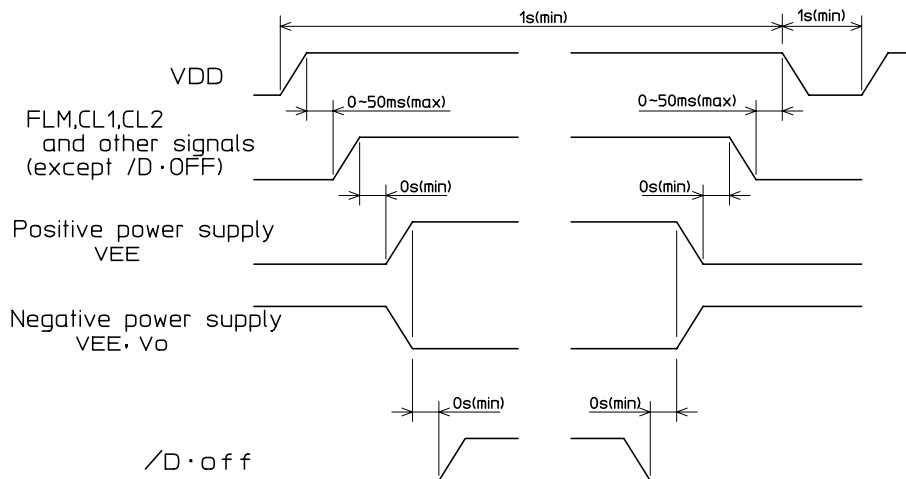 1s(min) 1s(min)
VDD
0~50ms(max) 0~50ms(max)
FLM,CL1,CL2
and other signals
(except /D·OFF)
0s(min) 0s(min)
Positive power supply
VEE
Negative power supply
VEE, Vo
0s(min) 0s(min)
/D·off